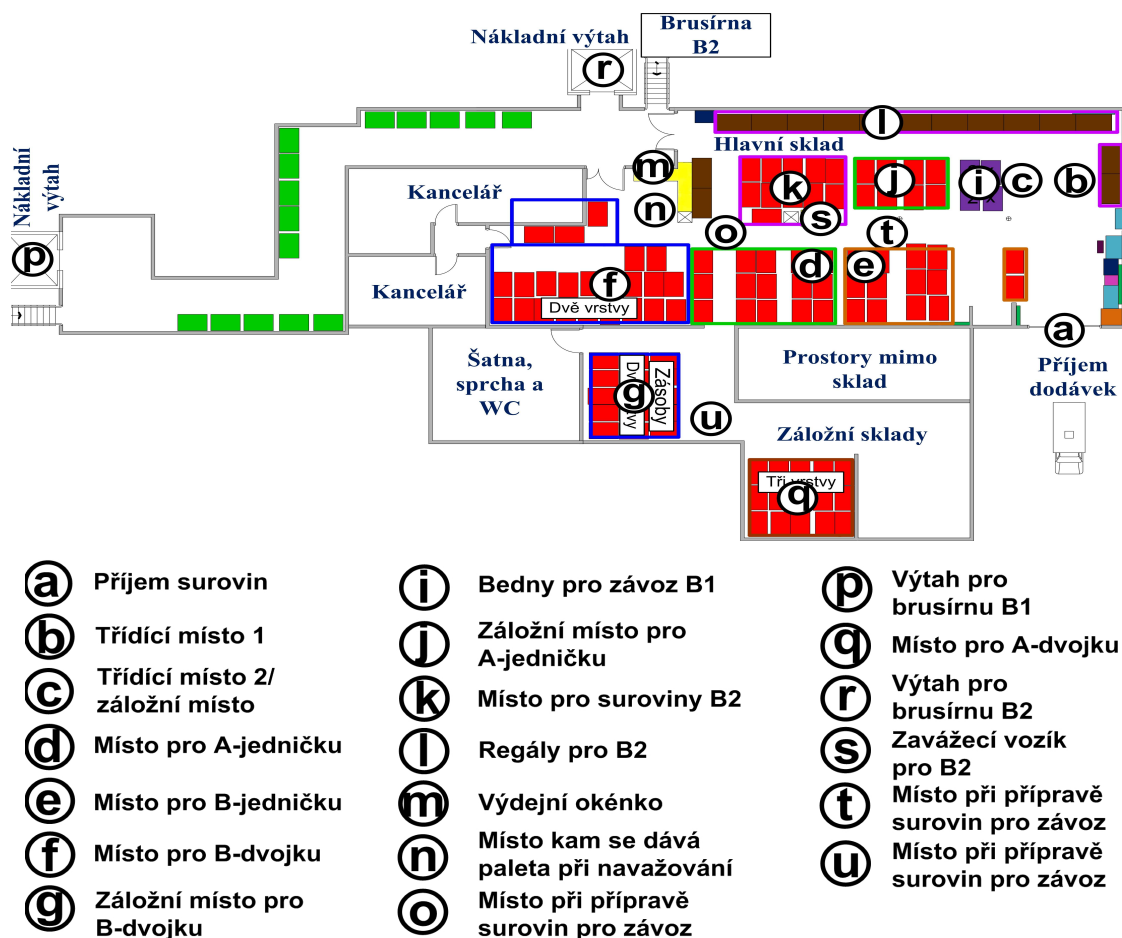 Brusírna
B2
Nákladní výtah
r
l
Hlavní sklad
Nákladní
výtah
m
k
j
i
c
b
Kancelář
n
s
o
t
p
d
e
Kancelář
f
Dvě vrstvy
a
Šatna,
sprcha a
WC
Prostory mimo
sklad
Příjem
dodávek
g
Zásoby
u
Záložní sklady
Tři vrstvy
q
a Příjem surovin
b Třídící místo 1
c Třídící místo 2/
záložní místo
d Místo pro A-jedničku
e Místo pro B-jedničku
f Místo pro B-dvojku
g Záložní místo pro
B-dvojku
i Bedny pro závoz B1
j Záložní místo pro
A-jedničku
k Místo pro suroviny B2
l Regály pro B2
m Výdejní okénko
n Místo kam se dává
paleta při navažování
o Místo při přípravě
surovin pro závoz
p Výtah pro
brusírnu B1
q Místo pro A-dvojku
r Výtah pro
brusírnu B2
s Zavážecí vozík
pro B2
t Místo při přípravě
surovin pro závoz
u Místo při přípravě
surovin pro závoz